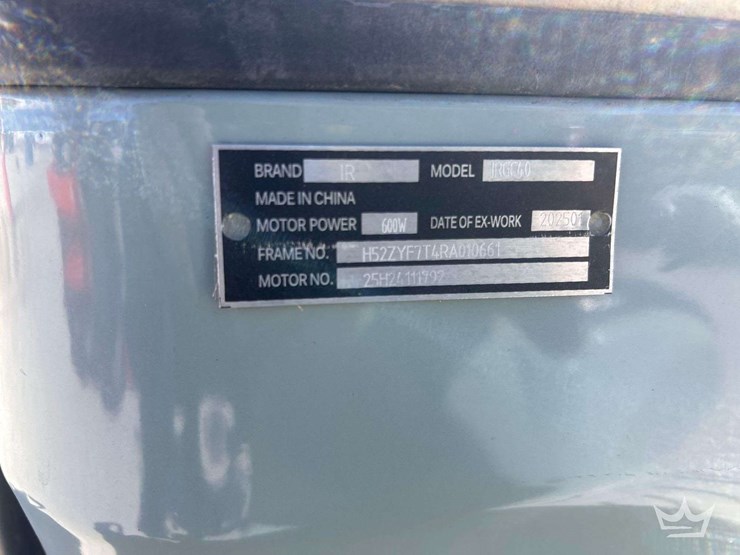 BRAND IR MODEL IRGC40
MADE IN CHINA
MOTOR POWER 600W DATE OF EX-WORK 202501
FRAME NO. H52ZYF7T4RA010661
MOTOR NO. 25H24111992